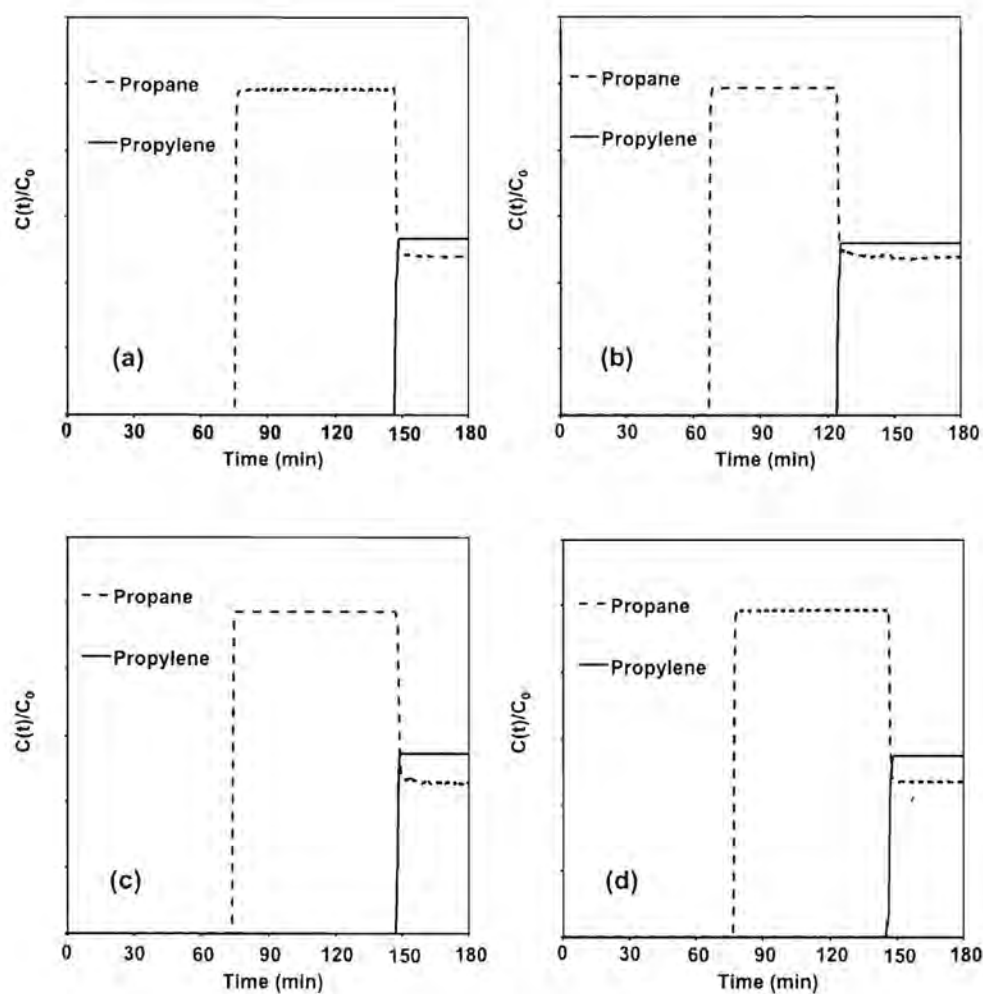 Propane
Propylene
C(t)/C₀
(a)
0 30 60 90 120 150 180
Time (min)
Propane
Propylene
C(t)/C₀
(b)
0 30 60 90 120 150 180
Time (min)
Propane
Propylene
C(t)/C₀
(c)
0 30 60 90 120 150 180
Time (min)
Propane
Propylene
C(t)/C₀
(d)
0 30 60 90 120 150 180
Time (min)